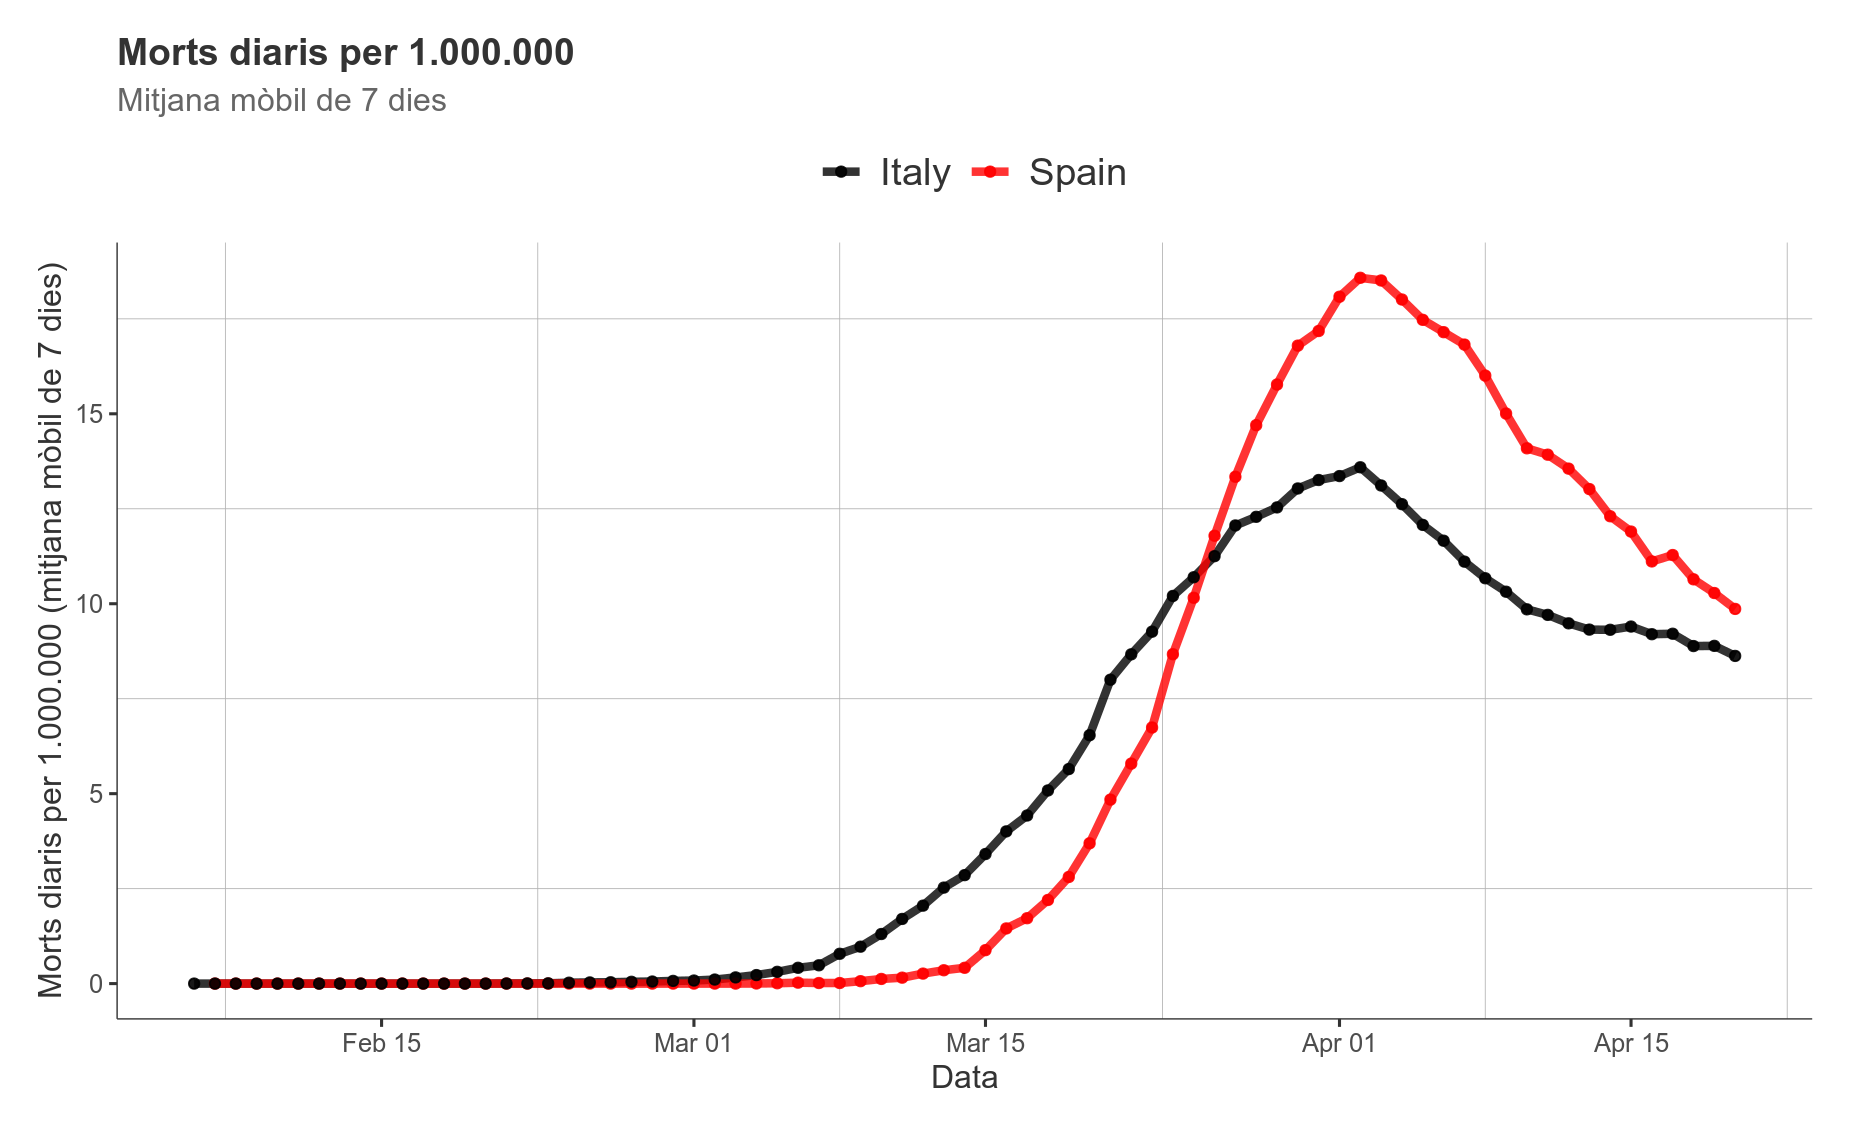 Morts diaris per 1.000.000
Mitjana mòbil de 7 dies
Italy Spain
Morts diaris per 1.000.000 (mitjana mòbil de 7 dies)
15
10
5
0
Feb 15 Mar 01 Mar 15 Apr 01 Apr 15
Data